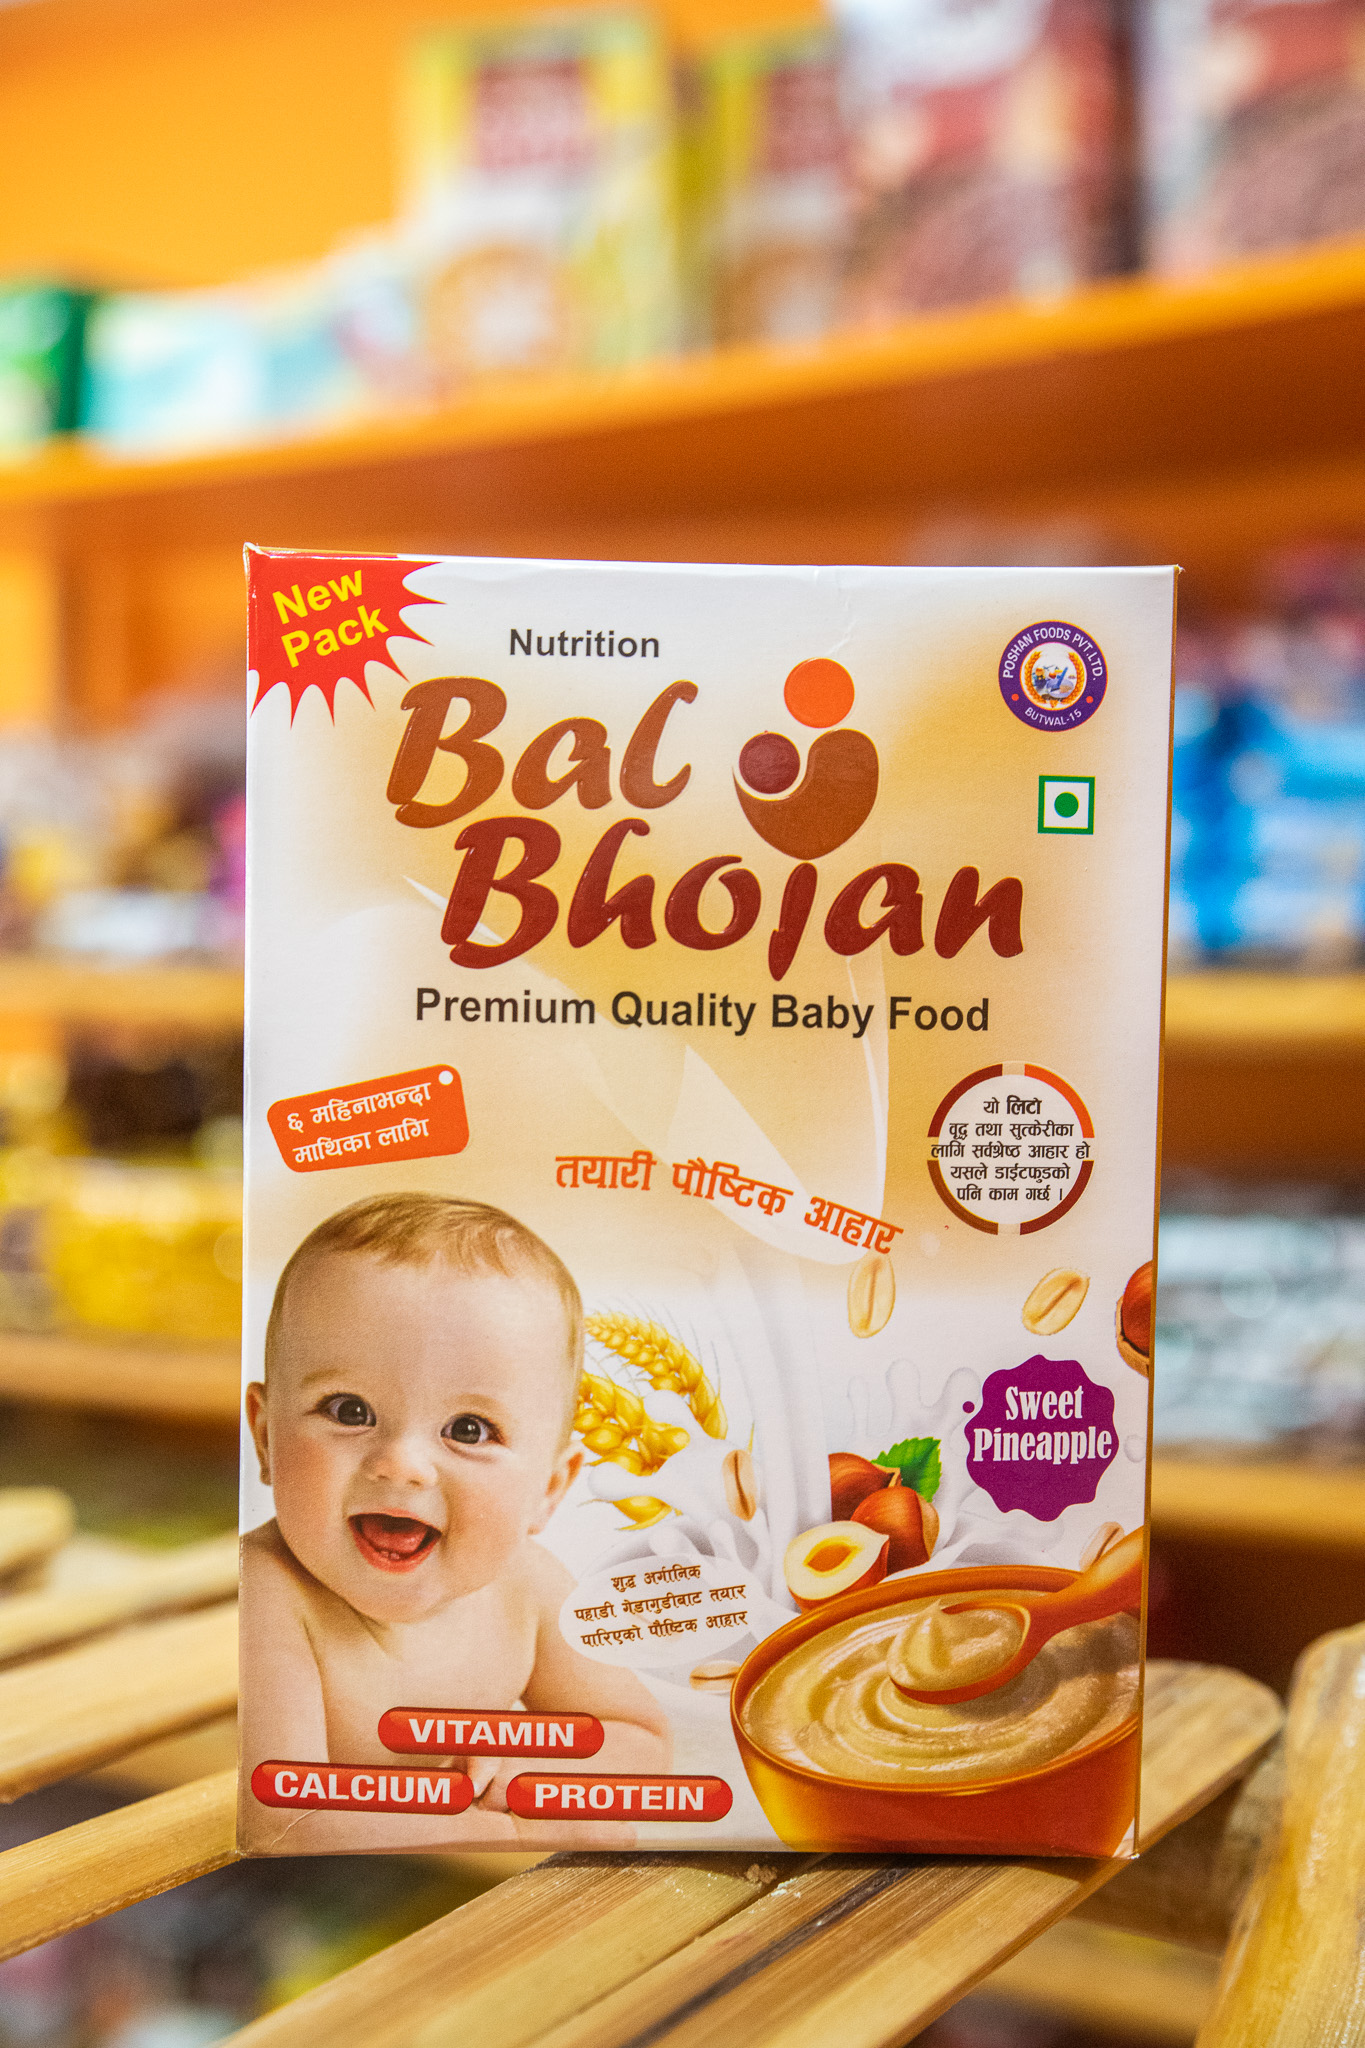 New
Pack
Nutrition
POSHAN FOODS PVT.LTD.
BUTWAL-15
Bal
Bhojan
Premium Quality Baby Food
६ महिनाभन्दा
माथिका लागि
तयारी पौष्टिक आहार
यो लिटो
वृद्ध तथा सुत्केरीका
लागि सर्वश्रेष्ठ आहार हो
यसले डाईटफुडको
पनि काम गर्छ ।
Sweet
Pineapple
शुद्ध अर्गानिक
पहाडी गेडागुडीबाट तयार
पारिएको पौष्टिक आहार
VITAMIN
CALCIUM
PROTEIN